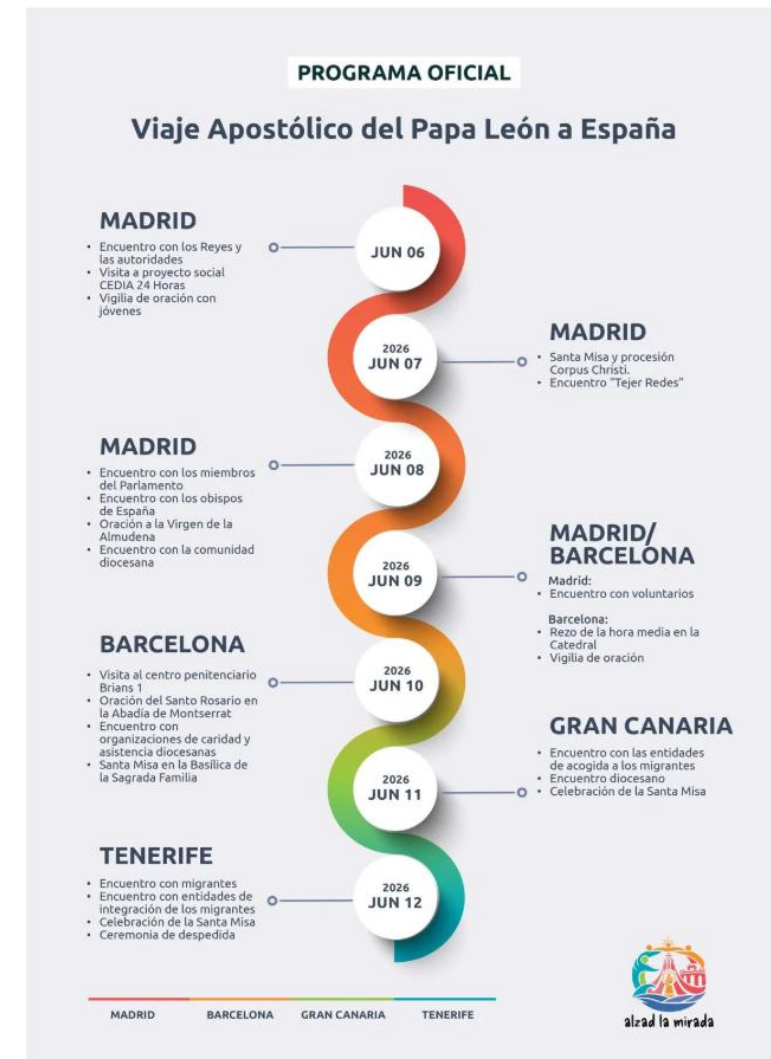 PROGRAMA OFICIAL
Viaje Apostólico del Papa León a España
MADRID
• Encuentro con los Reyes y
las autoridades
• Visita a proyecto social
CEDIA 24 Horas
• Vigilia de oración con
jóvenes
JUN 06
2026
JUN 07
MADRID
• Santa Misa y procesión
Corpus Christi.
• Encuentro "Tejer Redes"
MADRID
• Encuentro con los miembros
del Parlamento
• Encuentro con los obispos
de España
• Oración a la Virgen de la
Almudena
• Encuentro con la comunidad
diocesana
2026
JUN 08
2026
JUN 09
MADRID/
BARCELONA
Madrid:
• Encuentro con voluntarios
Barcelona:
• Rezo de la hora media en la
Catedral
• Vigilia de oración
BARCELONA
• Visita al centro penitenciario
Brians 1
• Oración del Santo Rosario en
la Abadía de Montserrat
• Encuentro con
organizaciones de caridad y
asistencia diocesanas
• Santa Misa en la Basílica de
la Sagrada Familia
2026
JUN 10
2026
JUN 11
GRAN CANARIA
• Encuentro con las entidades
de acogida a los migrantes
• Encuentro diocesano
• Celebración de la Santa Misa
TENERIFE
• Encuentro con migrantes
• Encuentro con entidades de
integración de los migrantes
• Celebración de la Santa Misa
• Ceremonia de despedida
2026
JUN 12
MADRID
BARCELONA
GRAN CANARIA
TENERIFE
alzad la mirada